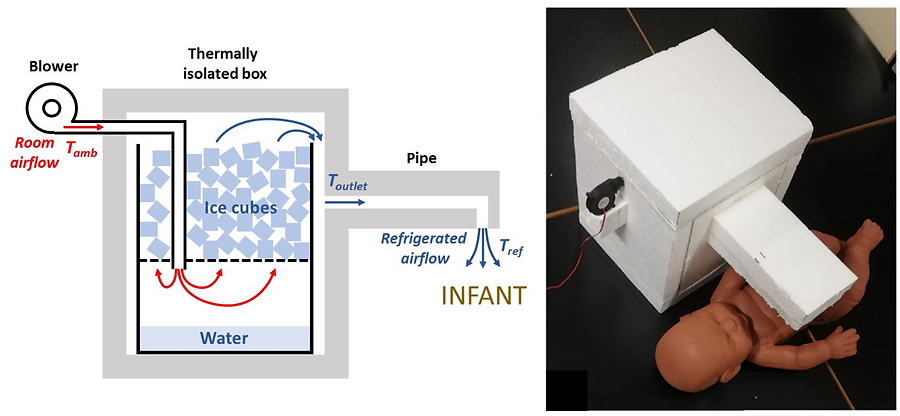 Thermally
isolated box
Blower
Room
airflow
Tamb
Pipe
Toutlet
Ice cubes
Refrigerated
airflow
Tref
INFANT
Water